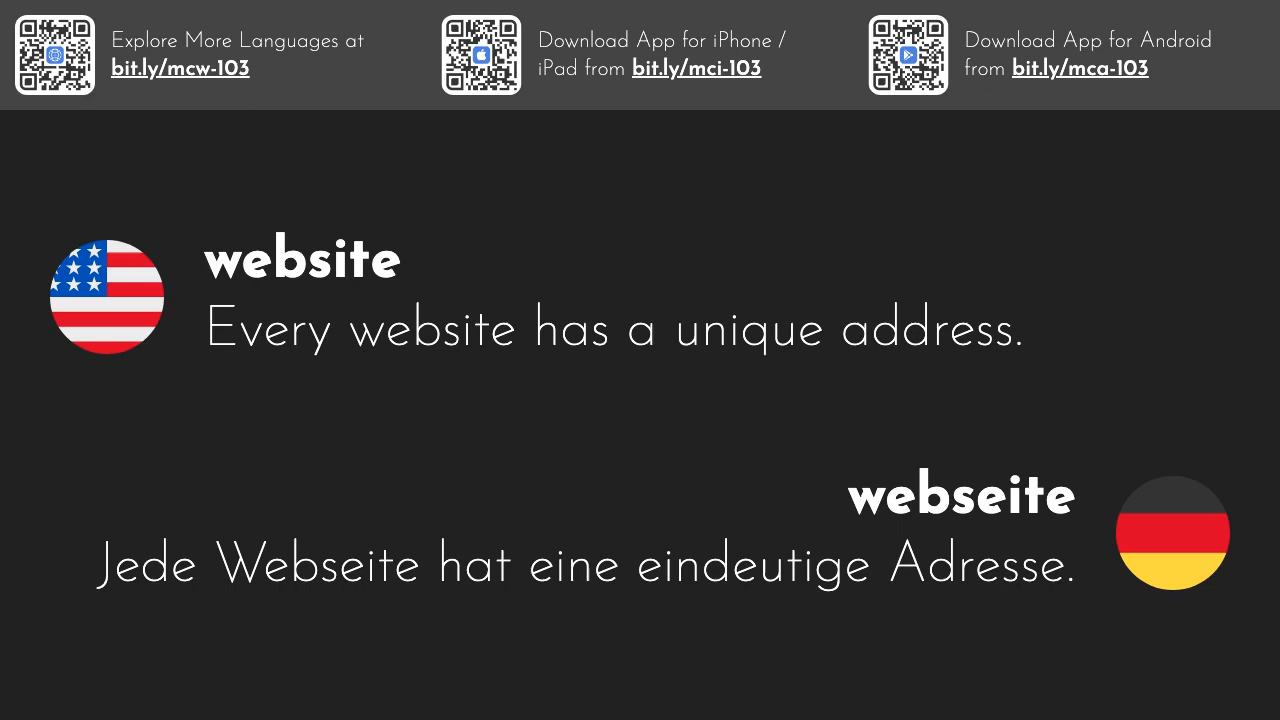 Explore More Languages at
bit.ly/mcw-103
Download App for iPhone /
iPad from bit.ly/mci-103
Download App for Android
from bit.ly/mca-103
website
Every website has a unique address.
webseite
Jede Webseite hat eine eindeutige Adresse.